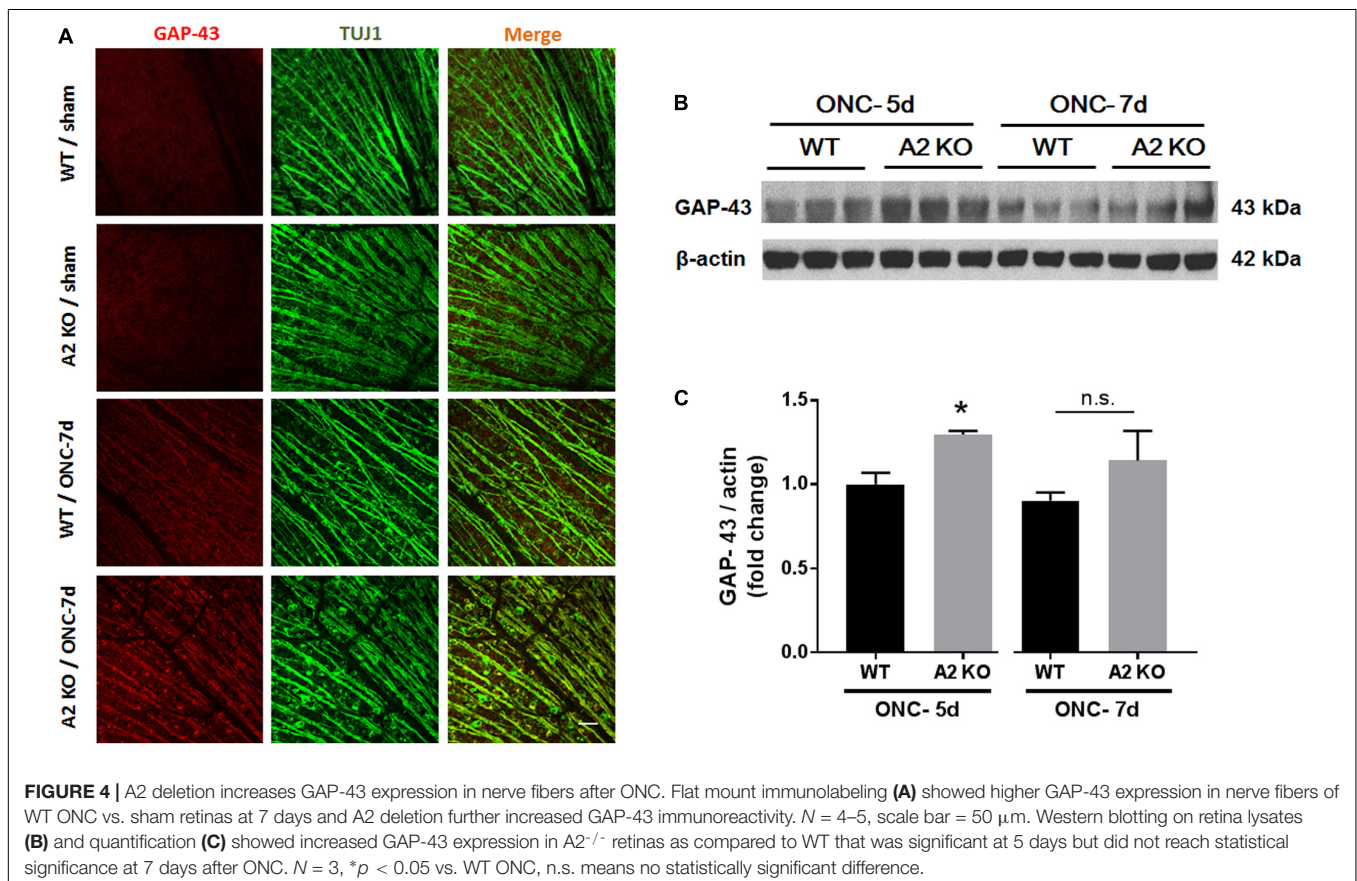 A
GAP-43 TUJ1 Merge
WT / sham
A2 KO / sham
WT / ONC-7d
A2 KO / ONC-7d
B
ONC- 5d ONC- 7d
WT A2 KO WT A2 KO
GAP-43 43 kDa
β-actin 42 kDa
C
GAP- 43 / actin
(fold change)
1.5
1.0
0.5
0.0
*
n.s.
WT A2 KO WT A2 KO
ONC- 5d ONC- 7d
FIGURE 4 | A2 deletion increases GAP-43 expression in nerve fibers after ONC. Flat mount immunolabeling (A) showed higher GAP-43 expression in nerve fibers of
WT ONC vs. sham retinas at 7 days and A2 deletion further increased GAP-43 immunoreactivity. N = 4–5, scale bar = 50 μm. Western blotting on retina lysates
(B) and quantification (C) showed increased GAP-43 expression in A2-/- retinas as compared to WT that was significant at 5 days but did not reach statistical
significance at 7 days after ONC. N = 3, *p < 0.05 vs. WT ONC, n.s. means no statistically significant difference.